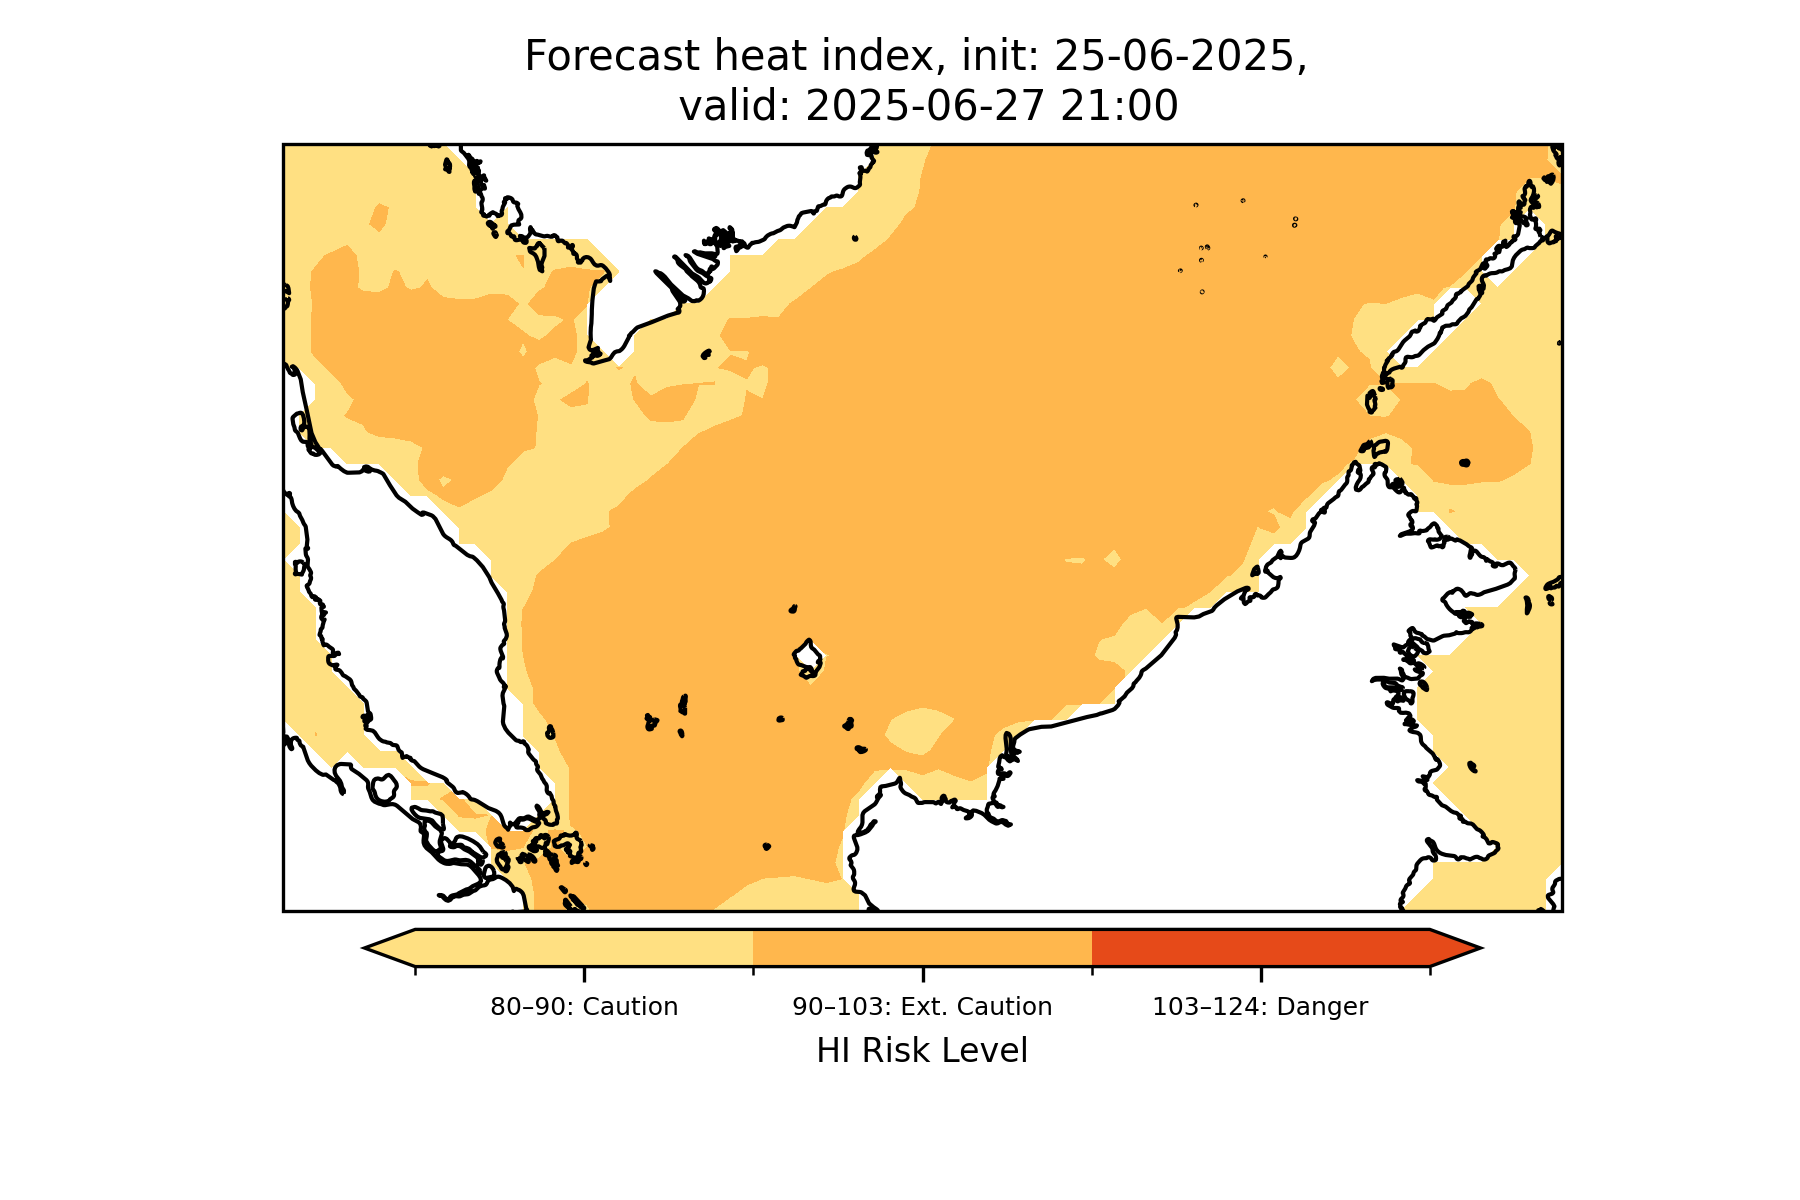 Forecast heat index, init: 25-06-2025,
valid: 2025-06-27 21:00
80–90: Caution
90–103: Ext. Caution
103–124: Danger
HI Risk Level